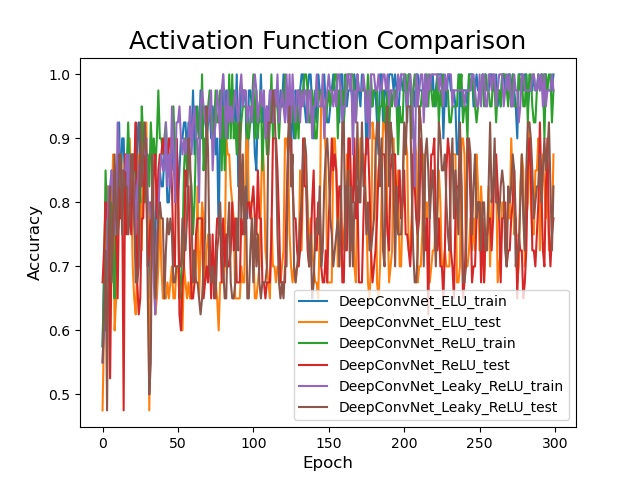 Activation Function Comparison
1.0
0.9
0.8
0.7
0.6
0.5
Accuracy
0
50
100
150
200
250
300
Epoch
DeepConvNet_ELU_train
DeepConvNet_ELU_test
DeepConvNet_ReLU_train
DeepConvNet_ReLU_test
DeepConvNet_Leaky_ReLU_train
DeepConvNet_Leaky_ReLU_test